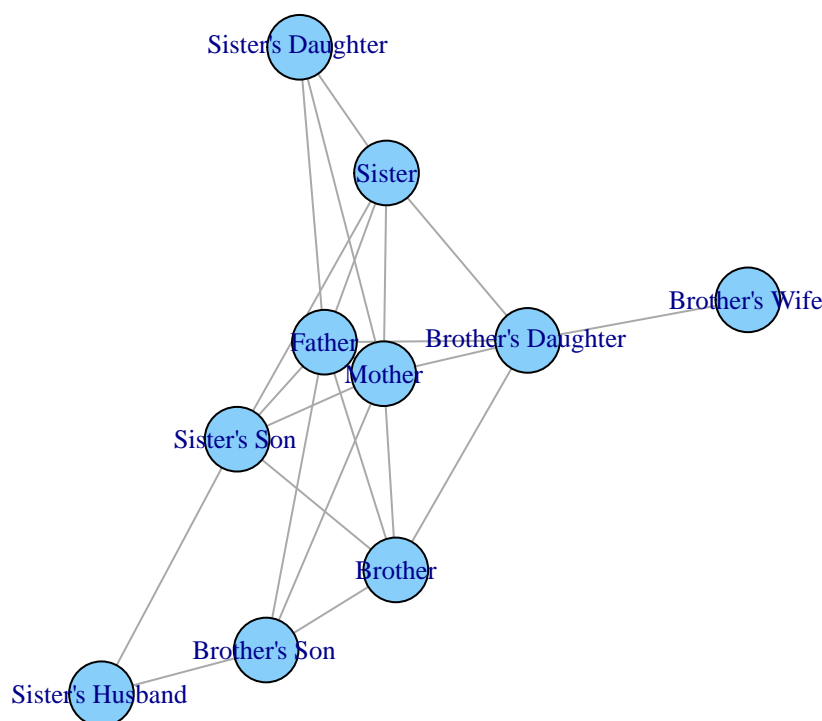 Sister's Daughter
Sister
Brother's Wife
Father
Brother's Daughter
Mother
Sister's Son
Brother
Brother's Son
Sister's Husband